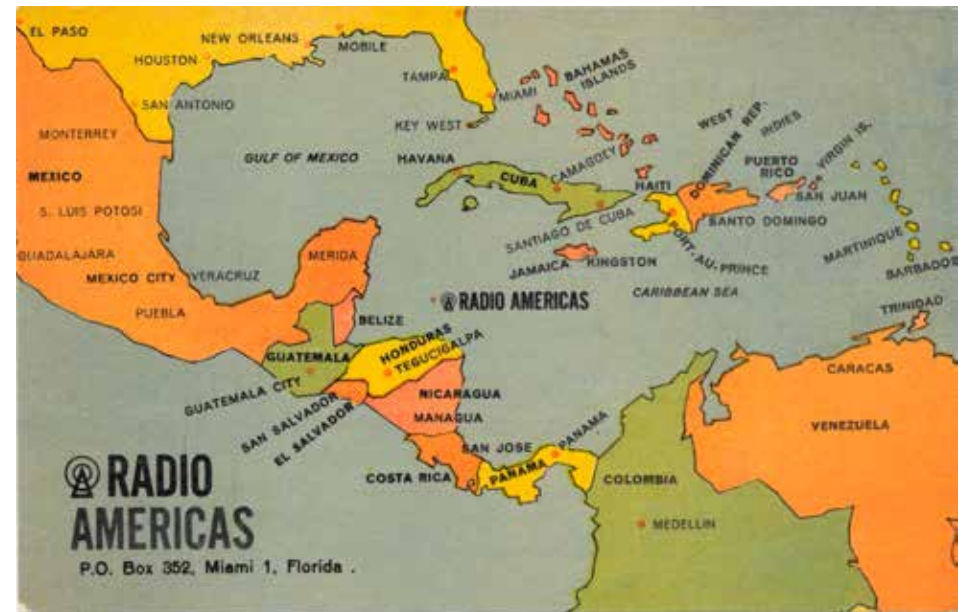 EL PASO
NEW ORLEANS
HOUSTON
MOBILE
SAN ANTONIO
TAMPA
MIAMI
BAHAMAS
ISLANDS
MONTERREY
KEY WEST
WEST
INDIES
GULF OF MEXICO
HAVANA
CAMAGUEY
DOMINICAN REP.
PUERTO
RICO
VIRGIN IS.
MEXICO
CUBA
HAITI
SAN JUAN
S. LUIS POTOSI
SANTIAGO DE CUBA
SANTO DOMINGO
GUADALAJARA
MERIDA
PORT-AU-PRINCE
MARTINIQUE
MEXICO CITY
VERACRUZ
JAMAICA
KINGSTON
BARBADOS
CARIBBEAN SEA
RADIO AMERICAS
PUEBLA
BELIZE
TRINIDAD
HONDURAS
TEGUCIGALPA
GUATEMALA
CARACAS
GUATEMALA CITY
NICARAGUA
SAN SALVADOR
EL SALVADOR
MANAGUA
VENEZUELA
SAN JOSE
PANAMA
COSTA RICA
PANAMA
COLOMBIA
RADIO
AMERICAS
MEDELLIN
P.O. Box 352, Miami 1, Florida .